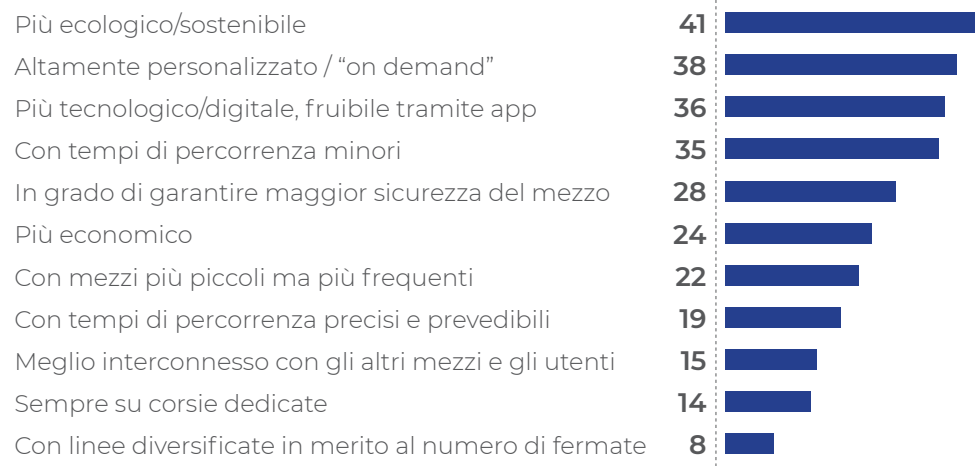 Più ecologico/sostenibile 41
Altamente personalizzato / “on demand” 38
Più tecnologico/digitale, fruibile tramite app 36
Con tempi di percorrenza minori 35
In grado di garantire maggior sicurezza del mezzo 28
Più economico 24
Con mezzi più piccoli ma più frequenti 22
Con tempi di percorrenza precisi e prevedibili 19
Meglio interconnesso con gli altri mezzi e gli utenti 15
Sempre su corsie dedicate 14
Con linee diversificate in merito al numero di fermate 8